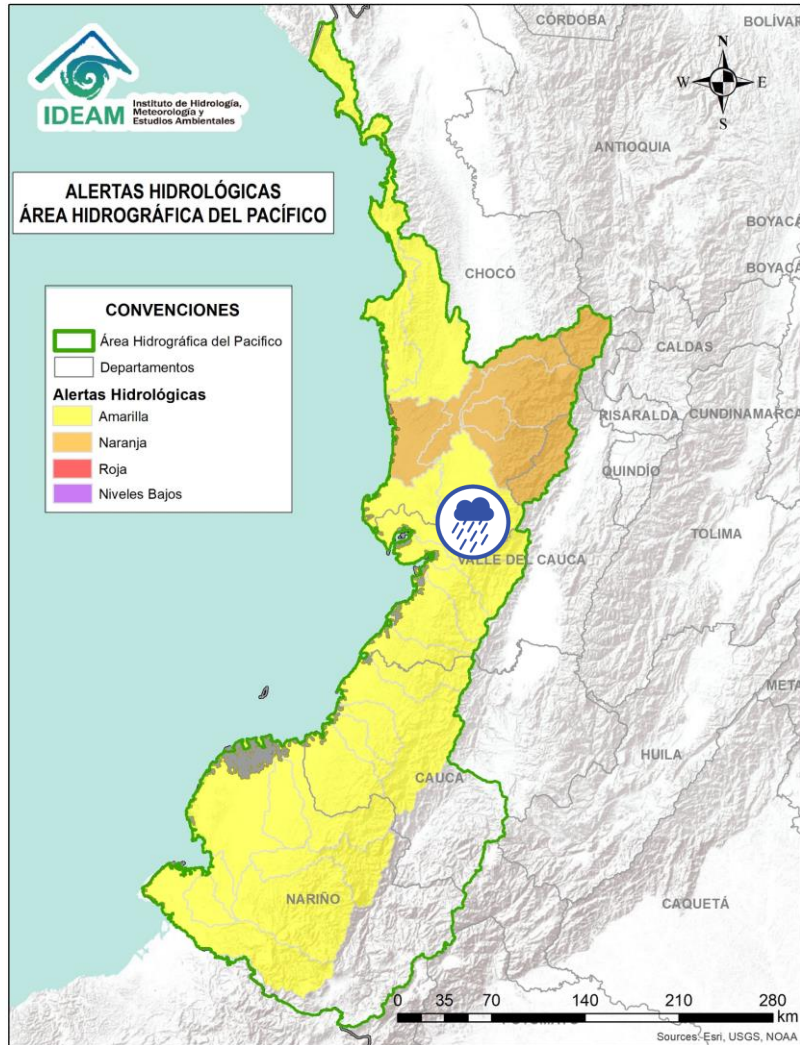 IDEAM
Instituto de Hidrología,
Meteorología y
Estudios Ambientales
ALERTAS HIDROLÓGICAS
ÁREA HIDROGRÁFICA DEL PACÍFICO
CONVENCIONES
Área Hidrográfica del Pacifico
Departamentos
Alertas Hidrológicas
Amarilla
Naranja
Roja
Niveles Bajos
N
W E
S
CÓRDOBA
BOLÍVAR
ANTIOQUIA
BOYACÁ
BOYACÁ
CHOCÓ
CALDAS
RISARALDA
CUNDINAMARCA
QUINDÍO
TOLIMA
VALLE DEL CAUCA
META
HUILA
CAUCA
NARIÑO
CAQUETÁ
0 35 70 140 210 280
km
Sources: Esri, USGS, NOAA